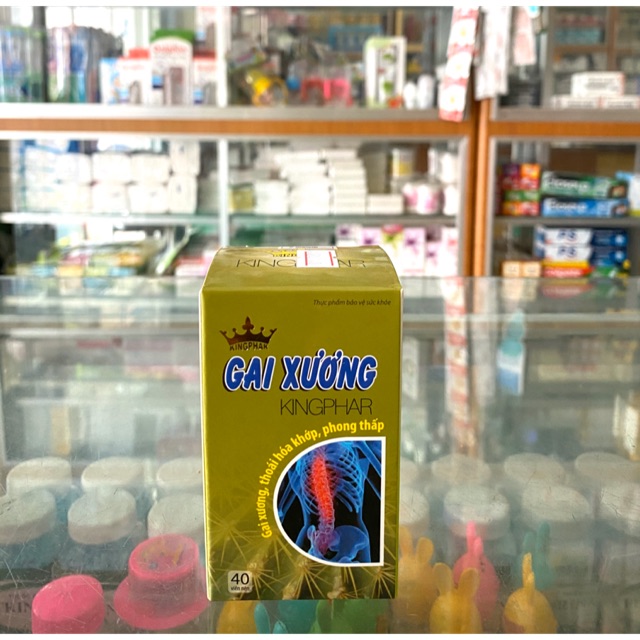 KINGPHAR
Thực phẩm bảo vệ sức khỏe
KINGPHAR
GAI XƯƠNG
KINGPHAR
Gai xương, thoái hóa khớp, phong thấp
40